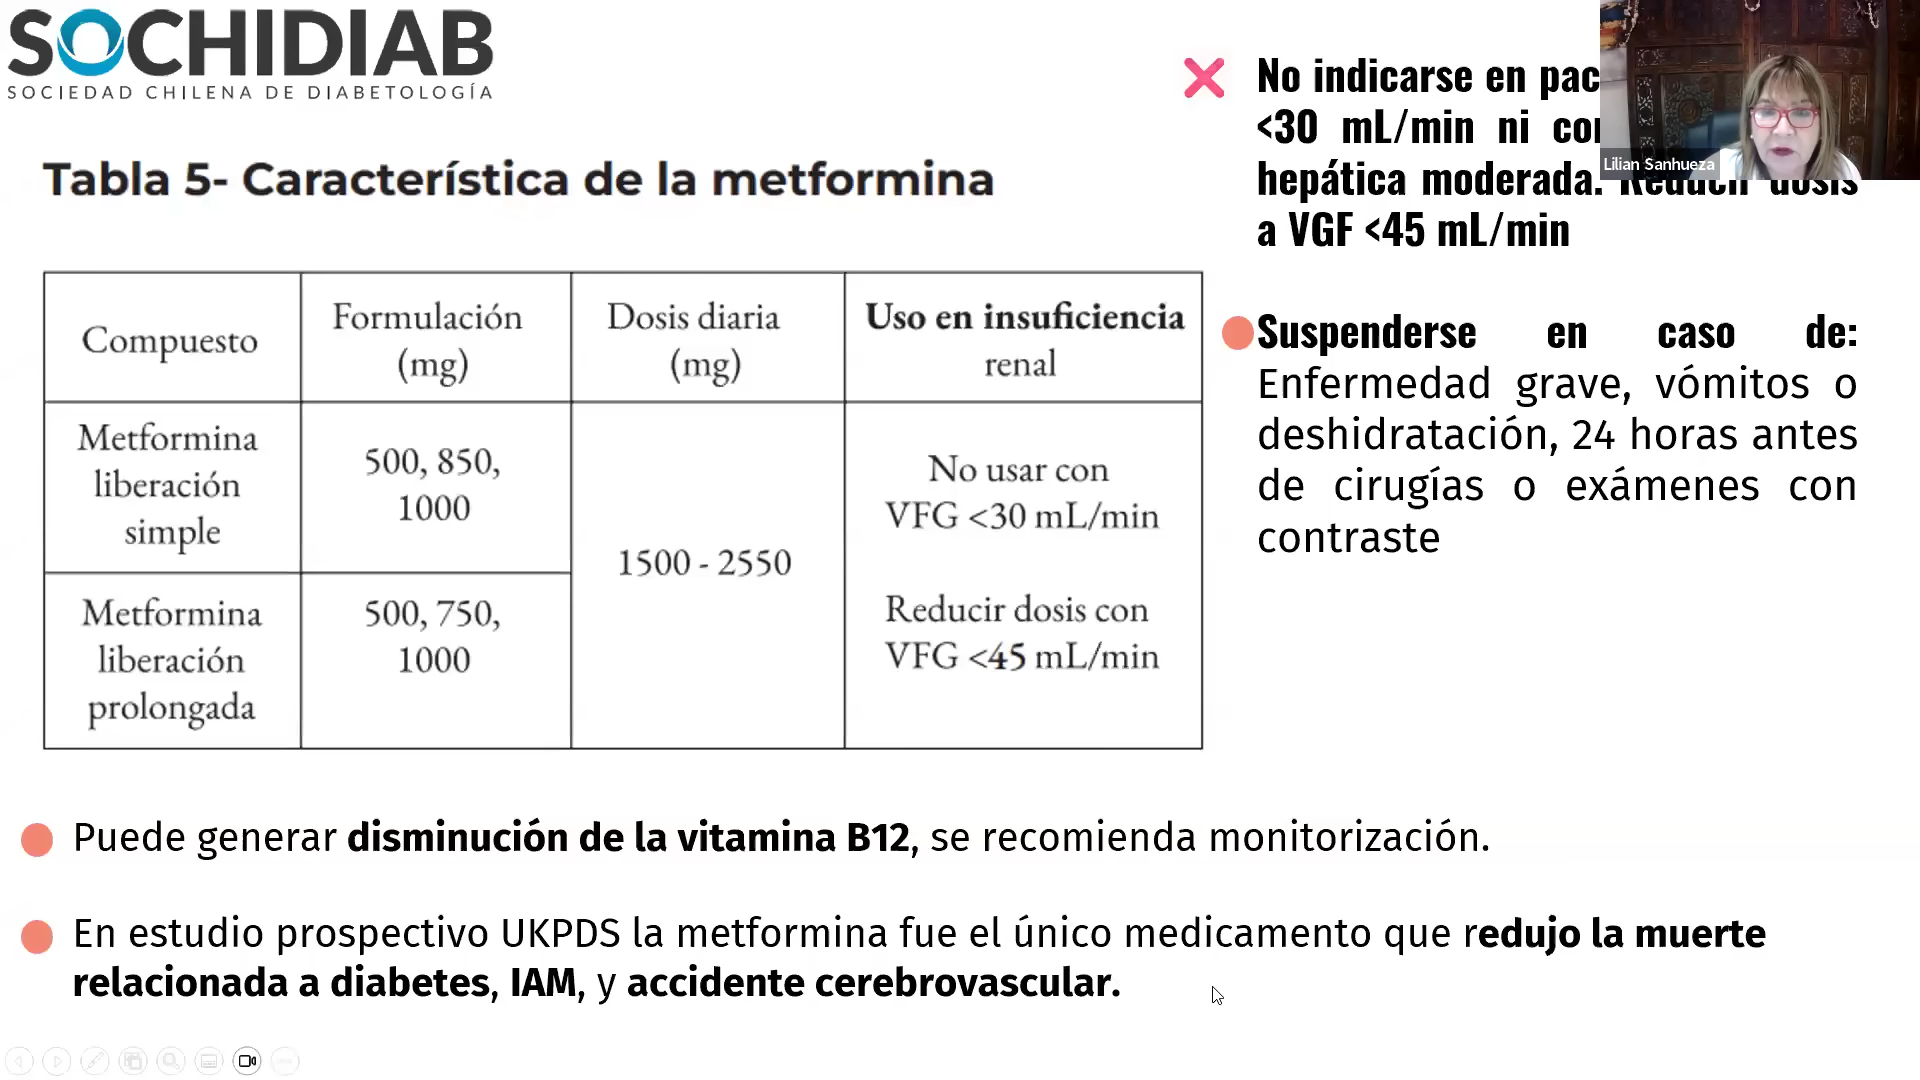 SOCHIDIAB
SOCIEDAD CHILENA DE DIABETOLOGÍA
Tabla 5- Característica de la metformina
Compuesto
Formulación
(mg)
Dosis diaria
(mg)
Uso en insuficiencia
renal
Metformina
liberación
simple
500, 850,
1000
1500 - 2550
No usar con
VFG <30 mL/min
Reducir dosis con
VFG <45 mL/min
Metformina
liberación
prolongada
500, 750,
1000
No indicarse en
<30 mL/min ni
hepática moderada. Reducir dosis
a VGF <45 mL/min
Lilian Sanhueza
Suspenderse en caso de:
Enfermedad grave, vómitos o
deshidratación, 24 horas antes
de cirugías o exámenes con
contraste
Puede generar disminución de la vitamina B12, se recomienda monitorización.
En estudio prospectivo UKPDS la metformina fue el único medicamento que redujo la muerte
relacionada a diabetes, IAM, y accidente cerebrovascular.